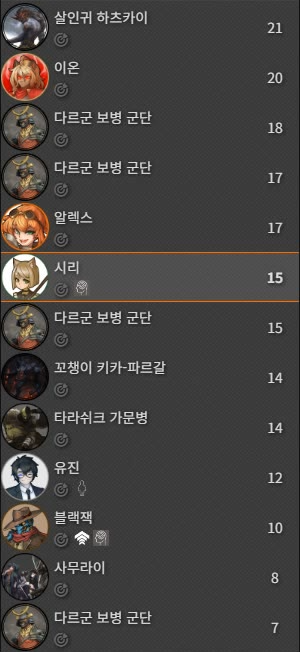 살인귀 하츠카이 21
이온 20
다르군 보병 군단 18
다르군 보병 군단 17
알렉스 17
시리 15
다르군 보병 군단 15
꼬챙이 키카-파르갈 14
타라쉬크 가문병 14
유진 12
블랙잭 10
사무라이 8
다르군 보병 군단 7